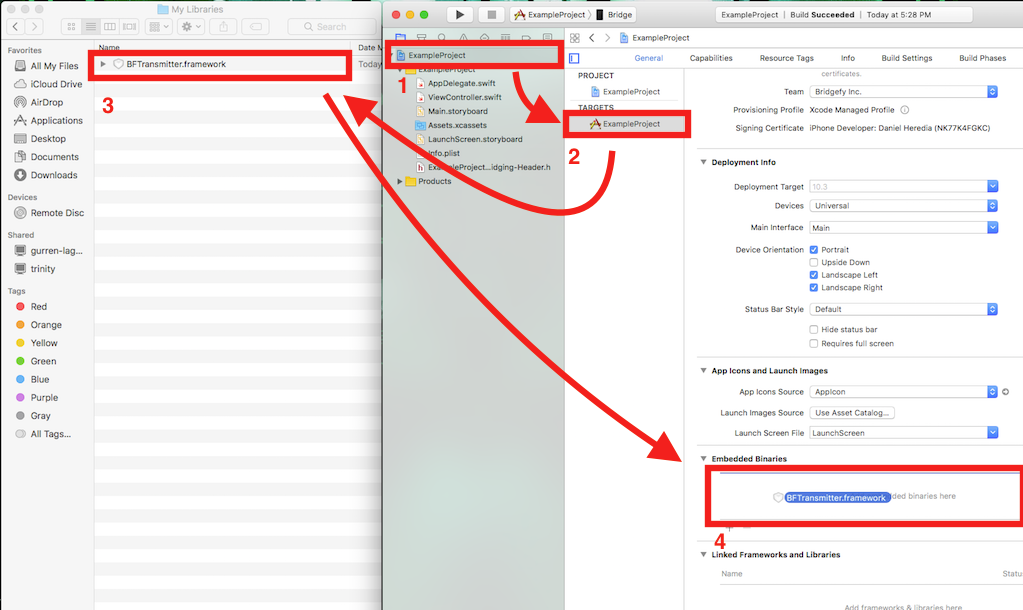 My Libraries
Search
Favorites
All My Files
iCloud Drive
AirDrop
Applications
Desktop
Documents
Downloads
Devices
Remote Disc
Shared
gurren-lag...
trinity
Tags
Red
Orange
Yellow
Green
Blue
Purple
Gray
All Tags...
Name
Date M
BFTransmitter.framework
Today
3
ExampleProject
Bridge
ExampleProject | Build Succeeded | Today at 5:28 PM
ExampleProject
1
ExampleProject
AppDelegate.swift
ViewController.swift
Main.storyboard
Assets.xcassets
LaunchScreen.storyboard
Info.plist
ExampleProject...idging-Header.h
Products
ExampleProject
General
Capabilities
Resource Tags
Info
Build Settings
Build Phases
PROJECT
ExampleProject
TARGETS
ExampleProject
2
certificates.
Team
Bridgefy Inc.
Provisioning Profile
Xcode Managed Profile
Signing Certificate
iPhone Developer: Daniel Heredia (NK77K4FGKC)
Deployment Info
Deployment Target
10.3
Devices
Universal
Main Interface
Main
Device Orientation
Portrait
Upside Down
Landscape Left
Landscape Right
Status Bar Style
Default
Hide status bar
Requires full screen
App Icons and Launch Images
App Icons Source
AppIcon
Launch Images Source
Use Asset Catalog...
Launch Screen File
LaunchScreen
Embedded Binaries
BFTransmitter.framework
ded binaries here
4
Linked Frameworks and Libraries
Name
Statu
Add frameworks & libraries here